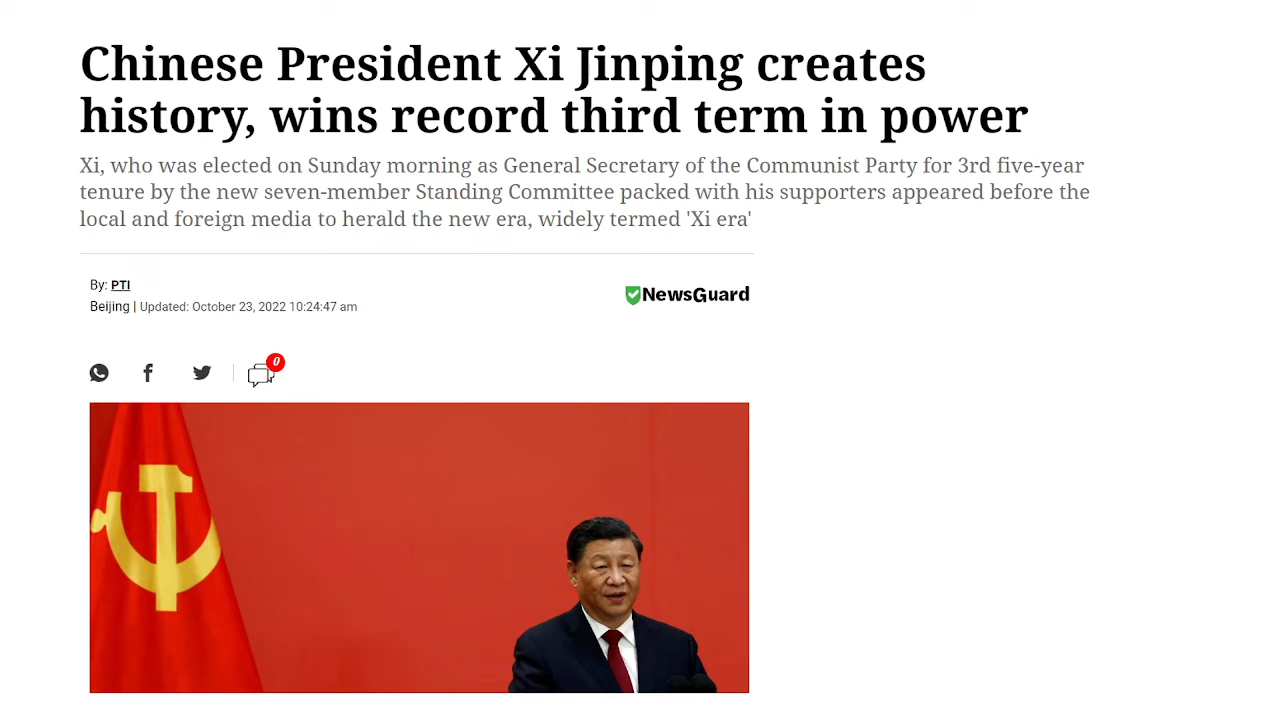 Chinese President Xi Jinping creates
history, wins record third term in power
Xi, who was elected on Sunday morning as General Secretary of the Communist Party for 3rd five-year
tenure by the new seven-member Standing Committee packed with his supporters appeared before the
local and foreign media to herald the new era, widely termed 'Xi era'
By: PTI
NewsGuard
Beijing | Updated: October 23, 2022 10:24:47 am
0